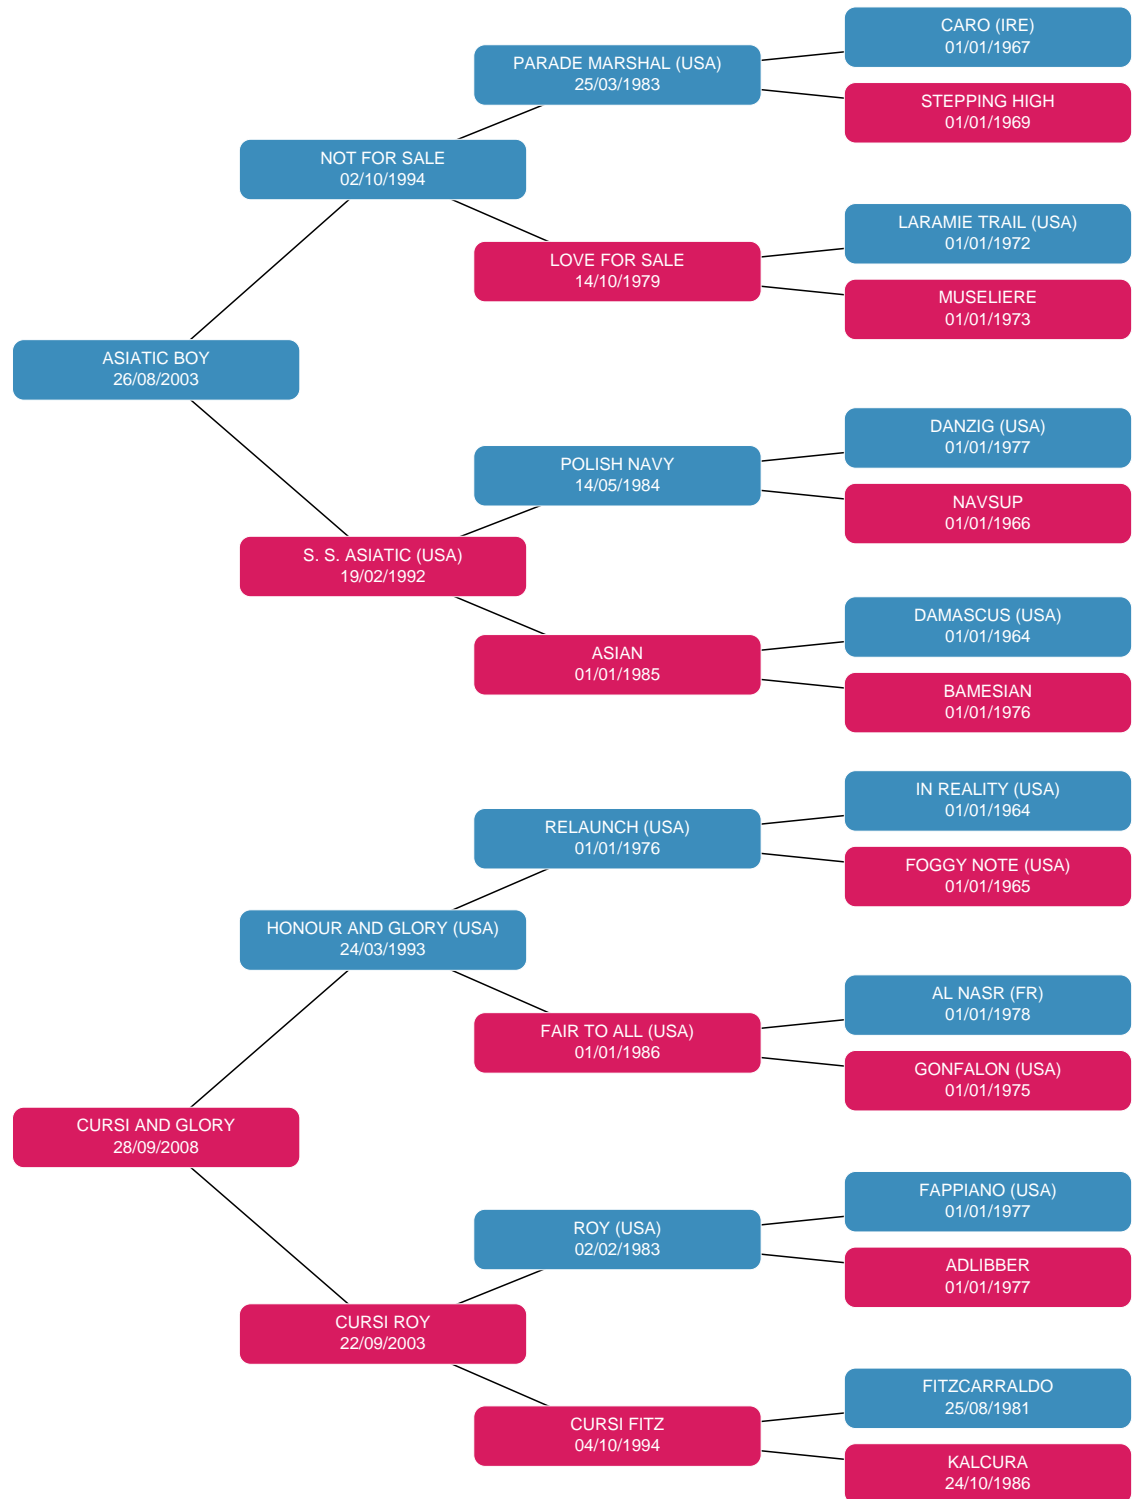 CARO (IRE)
01/01/1967
PARADE MARSHAL (USA)
25/03/1983
STEPPING HIGH
01/01/1969
NOT FOR SALE
02/10/1994
LARAMIE TRAIL (USA)
01/01/1972
LOVE FOR SALE
14/10/1979
MUSELIERE
01/01/1973
ASIATIC BOY
26/08/2003
DANZIG (USA)
01/01/1977
POLISH NAVY
14/05/1984
NAVSUP
01/01/1966
S. S. ASIATIC (USA)
19/02/1992
DAMASCUS (USA)
01/01/1964
ASIAN
01/01/1985
BAMESIAN
01/01/1976
IN REALITY (USA)
01/01/1964
RELAUNCH (USA)
01/01/1976
FOGGY NOTE (USA)
01/01/1965
HONOUR AND GLORY (USA)
24/03/1993
AL NASR (FR)
01/01/1978
FAIR TO ALL (USA)
01/01/1986
GONFALON (USA)
01/01/1975
CURSI AND GLORY
28/09/2008
FAPPIANO (USA)
01/01/1977
ROY (USA)
02/02/1983
ADLIBBER
01/01/1977
CURSI ROY
22/09/2003
FITZCARRALDO
25/08/1981
CURSI FITZ
04/10/1994
KALCURA
24/10/1986